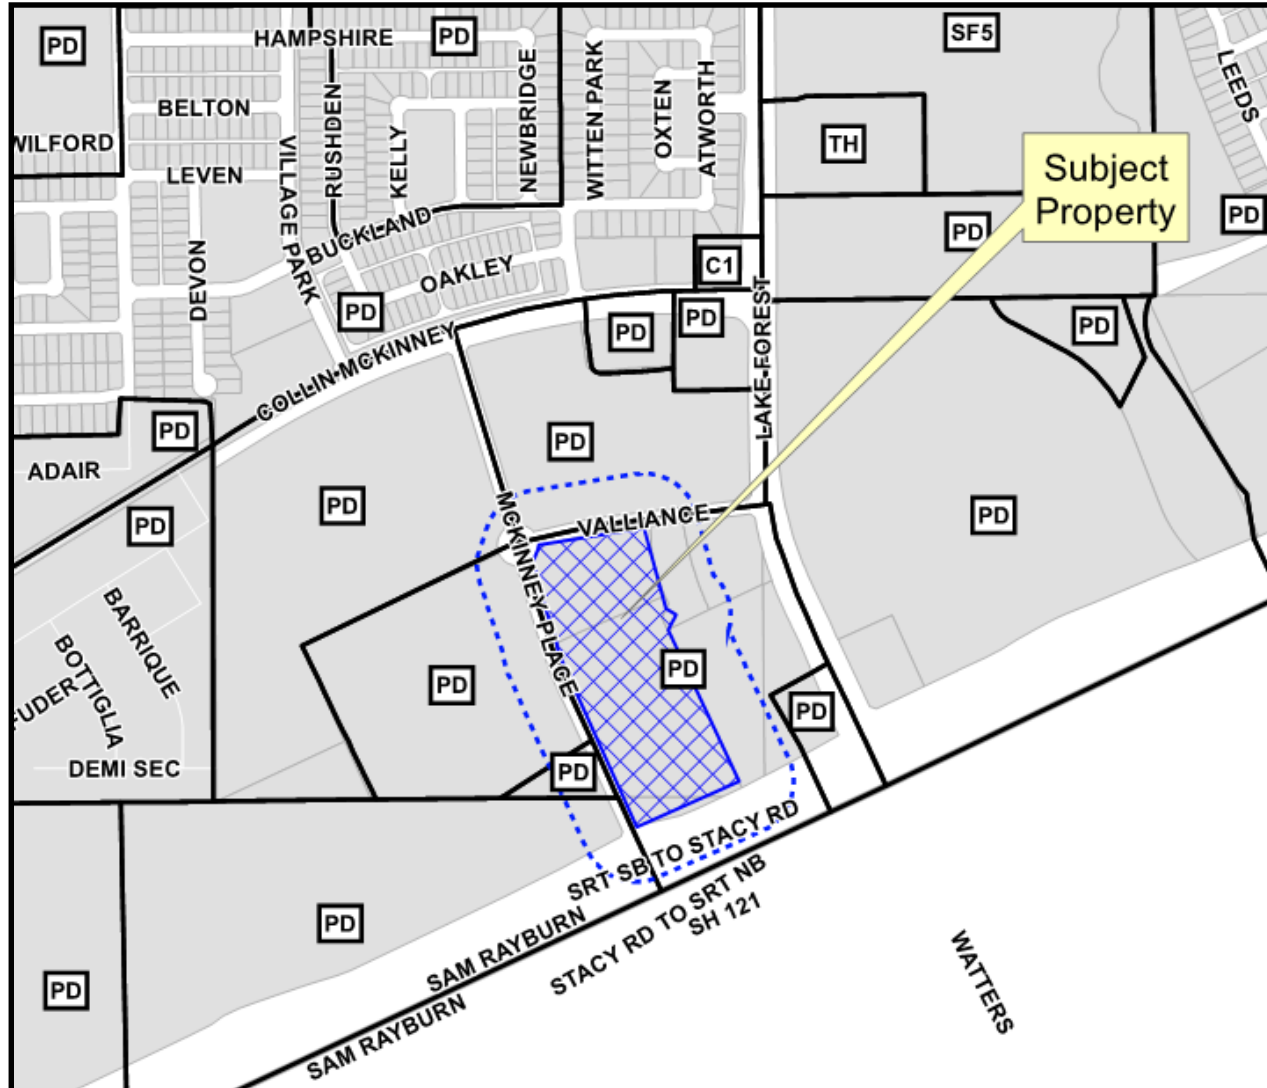 PD
HAMPSHIRE
PD
SF5
BELTON
WILFORD
LEVEN
VILLAGE PARK
RUSHDEN
KELLY
NEWBRIDGE
WITTEN PARK
OXTEN
ATWORTH
TH
LEEDS
Subject
Property
PD
PD
BUCKLAND
DEVON
OAKLEY
C1
PD
PD
PD
PD
COLLIN MCKINNEY
LAKE FOREST
PD
PD
ADAIR
PD
PD
PD
MCKINNEY PLACE
VALLIANCE
BARRIQUE
BOTTIGLIA
FUDER
DEMI SEC
PD
PD
PD
PD
SRT SB TO STACY RD
STACY RD TO SRT NB
SH 121
PD
SAM RAYBURN
SAM RAYBURN
WATTERS
PD